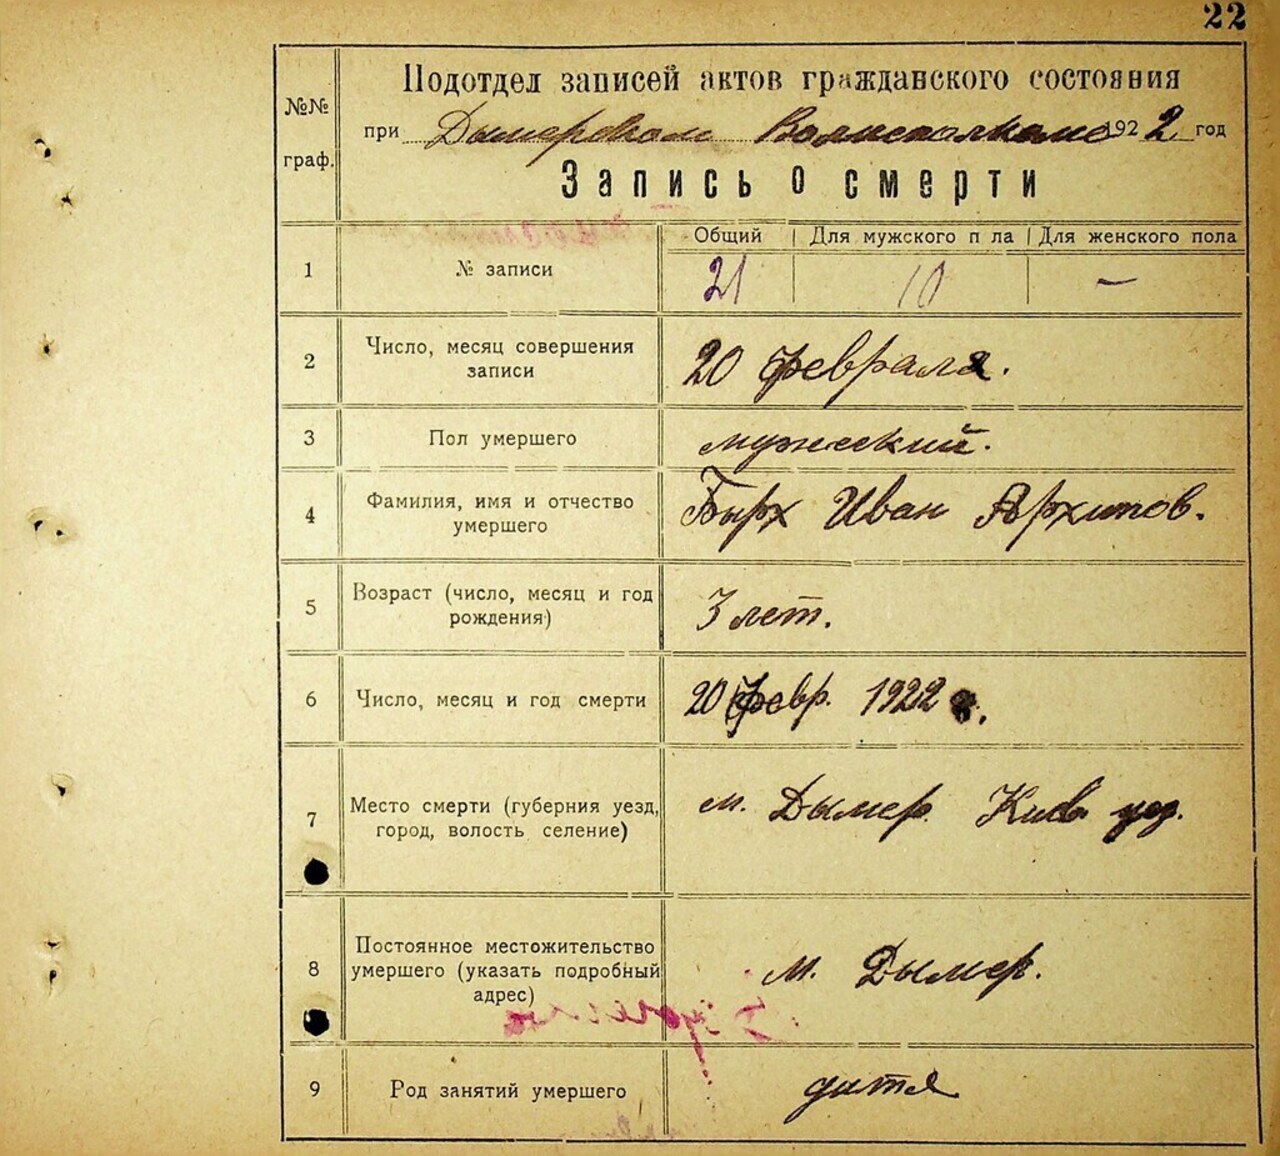 22
№№ граф.
Подотдел записей актов гражданского состояния
при Дымерском Волисполкоме 1922 год
Запись о смерти
Общий | Для мужского п ла | Для женского пола
1 № записи 21 10 —
2 Число, месяц совершения записи 20 февраля.
3 Пол умершего мужеский.
4 Фамилия, имя и отчество умершего Бырх Иван Архипов.
5 Возраст (число, месяц и год рождения) 3 лет.
6 Число, месяц и год смерти 20 февр. 1922 г.
7 Место смерти (губерния уезд, город, волость селение) м. Дымер Киев уез.
8 Постоянное местожительство умершего (указать подробный адрес) м. Дымер.
9 Род занятий умершего дитя